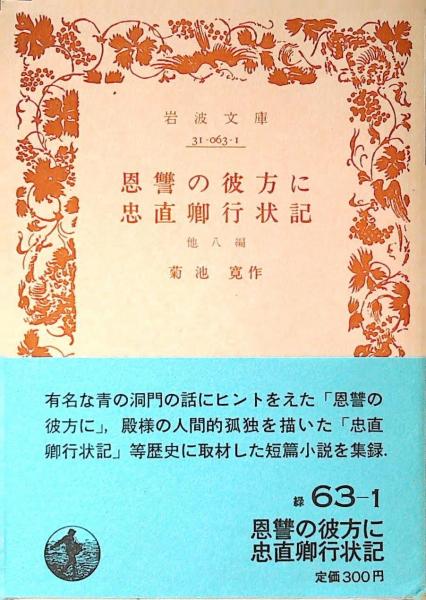 岩波文庫
31-063-1
恩讐の彼方に
忠直卿行状記
他八編
菊池 寛作
有名な青の洞門の話にヒントをえた「恩讐の
彼方に」，殿様の人間的孤独を描いた「忠直
卿行状記」等歴史に取材した短篇小説を集録．
緑 63-1
恩讐の彼方に
忠直卿行状記
定価300円